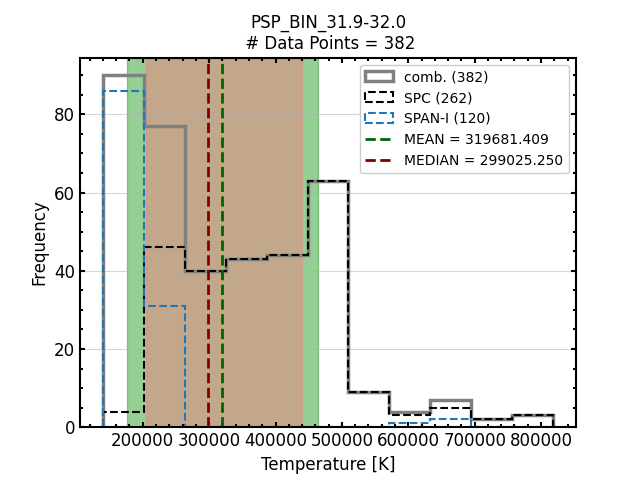 PSP_BIN_31.9-32.0
# Data Points = 382
comb. (382)
SPC (262)
SPAN-I (120)
MEAN = 319681.409
MEDIAN = 299025.250
Frequency
80
60
40
20
0
200000 300000 400000 500000 600000 700000 800000
Temperature [K]